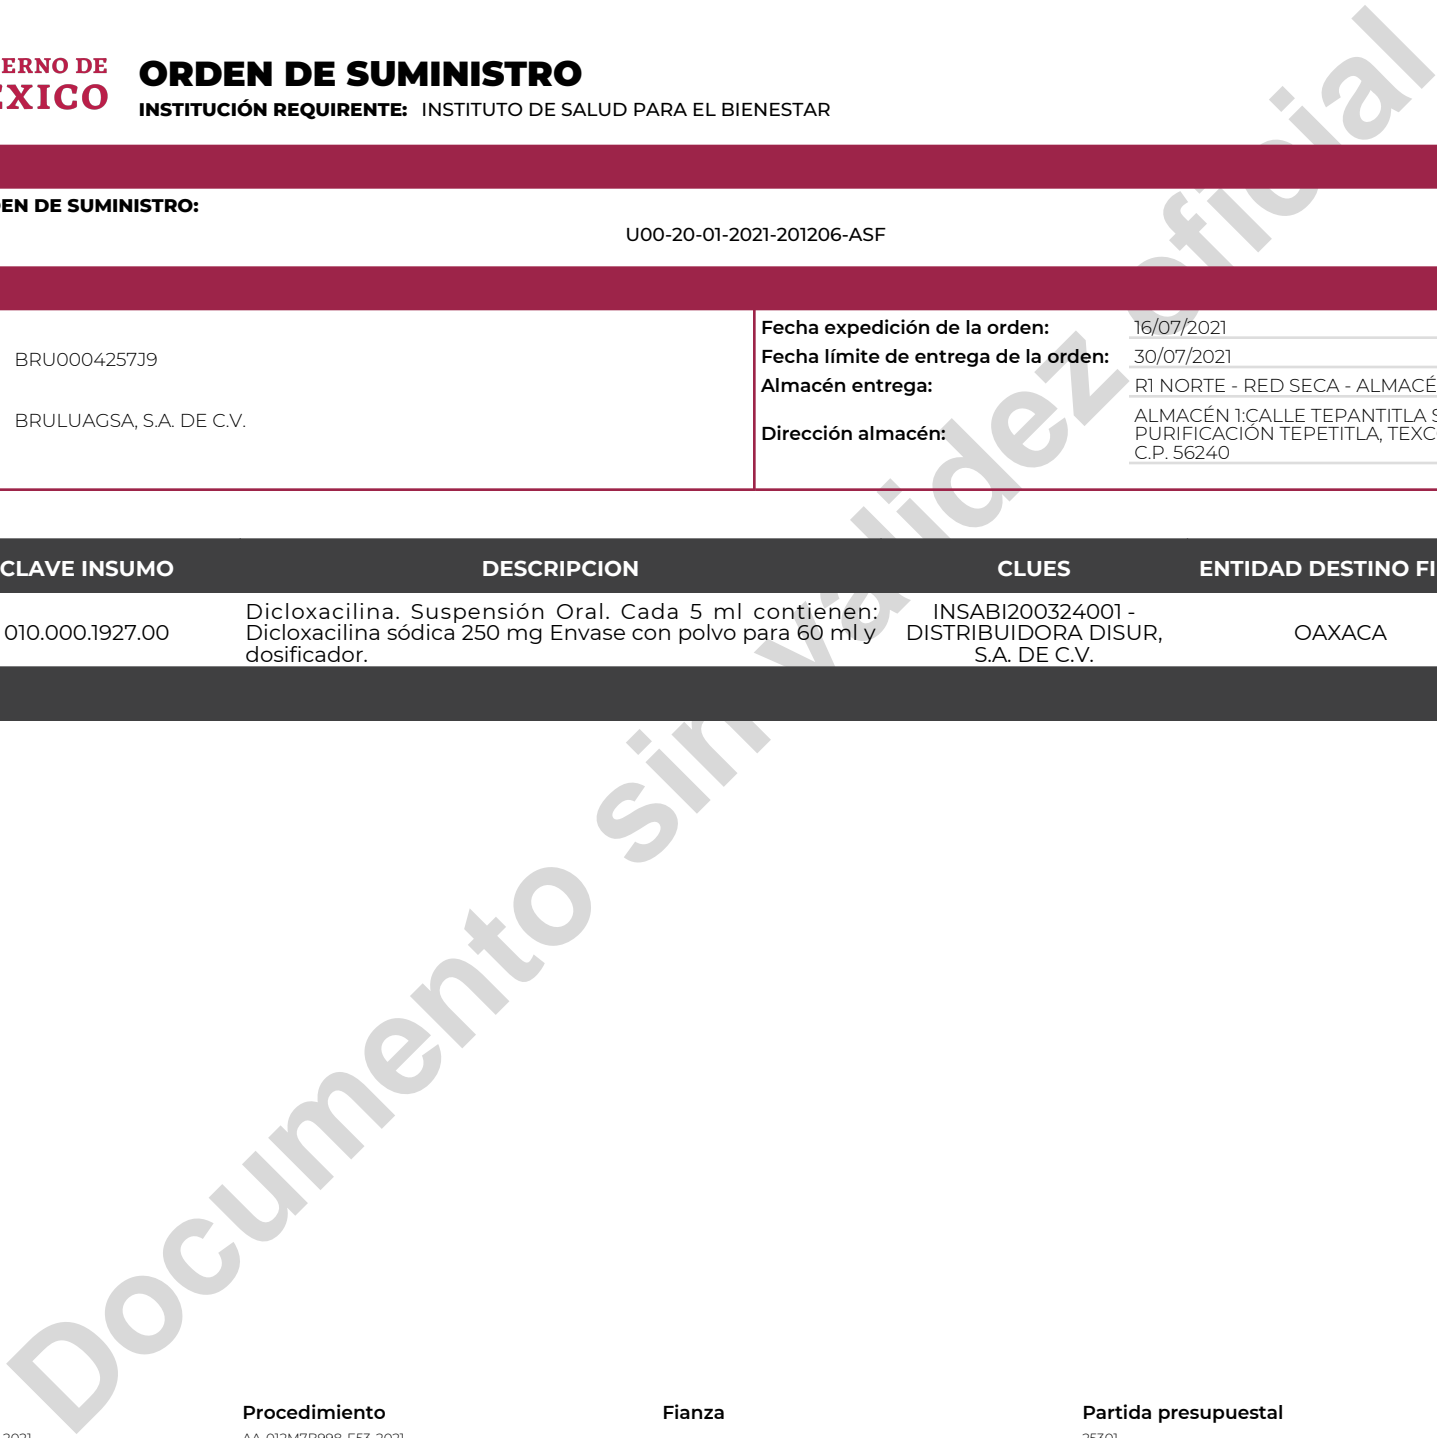 ERNO DE
ORDEN DE SUMINISTRO
INSTITUCIÓN REQUIRENTE: INSTITUTO DE SALUD PARA EL BIENESTAR
EN DE SUMINISTRO:
U00-20-01-2021-201206-ASF
BRU0004257J9
BRULUAGSA, S.A. DE C.V.
Fecha expedición de la orden: 16/07/2021
Fecha límite de entrega de la orden: 30/07/2021
Almacén entrega: R1 NORTE - RED SECA - ALMACÉ
Dirección almacén:
ALMACÉN 1:CALLE TEPANTITLA S
PURIFICACIÓN TEPETITLA, TEXC
C.P. 56240
CLAVE INSUMO DESCRIPCION CLUES ENTIDAD DESTINO FI
010.000.1927.00
Dicloxacilina. Suspensión Oral. Cada 5 ml contienen:
Dicloxacilina sódica 250 mg Envase con polvo para 60 ml y
dosificador.
INSABI200324001 -
DISTRIBUIDORA DISUR,
S.A. DE C.V.
OAXACA
Documento sin validez oficial
Procedimiento Fianza Partida presupuestal